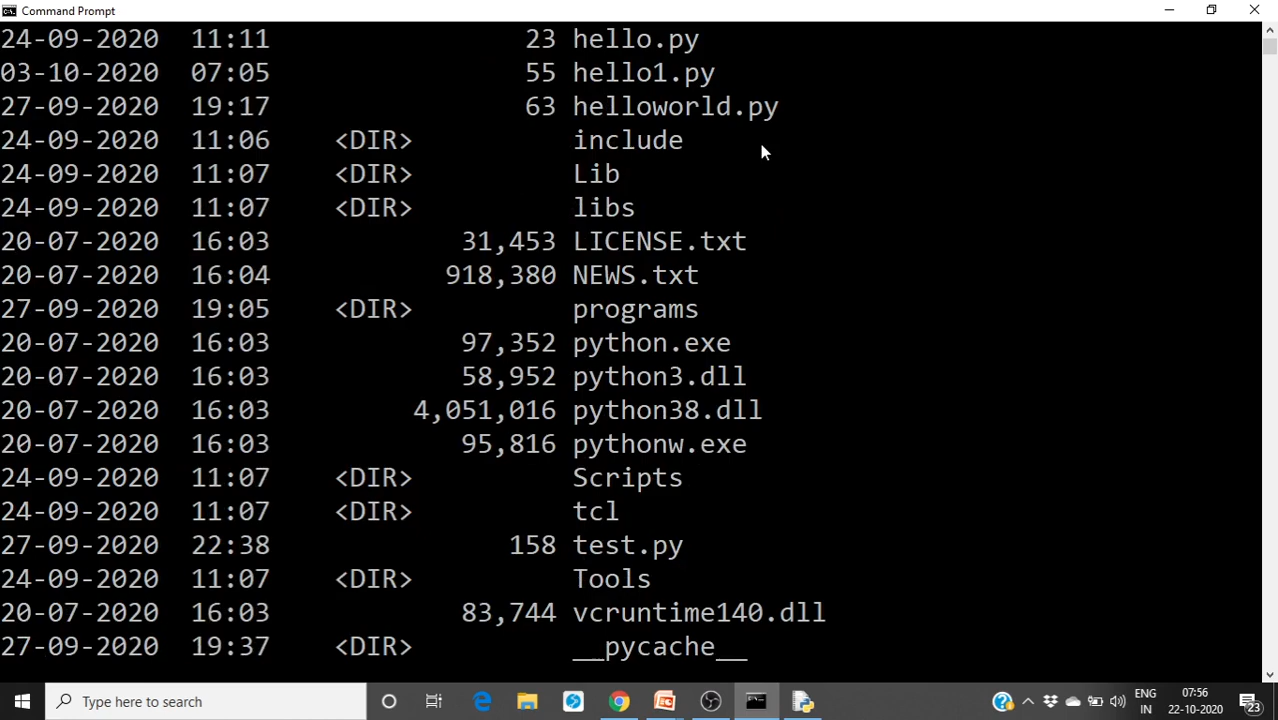 Command Prompt
24-09-2020  11:11                23 hello.py
03-10-2020  07:05                55 hello1.py
27-09-2020  19:17                63 helloworld.py
24-09-2020  11:06    <DIR>          include
24-09-2020  11:07    <DIR>          Lib
24-09-2020  11:07    <DIR>          libs
20-07-2020  16:03            31,453 LICENSE.txt
20-07-2020  16:04           918,380 NEWS.txt
27-09-2020  19:05    <DIR>          programs
20-07-2020  16:03            97,352 python.exe
20-07-2020  16:03            58,952 python3.dll
20-07-2020  16:03         4,051,016 python38.dll
20-07-2020  16:03            95,816 pythonw.exe
24-09-2020  11:07    <DIR>          Scripts
24-09-2020  11:07    <DIR>          tcl
27-09-2020  22:38               158 test.py
24-09-2020  11:07    <DIR>          Tools
20-07-2020  16:03            83,744 vcruntime140.dll
27-09-2020  19:37    <DIR>          __pycache__
Type here to search
ENG
IN
07:56
22-10-2020
23